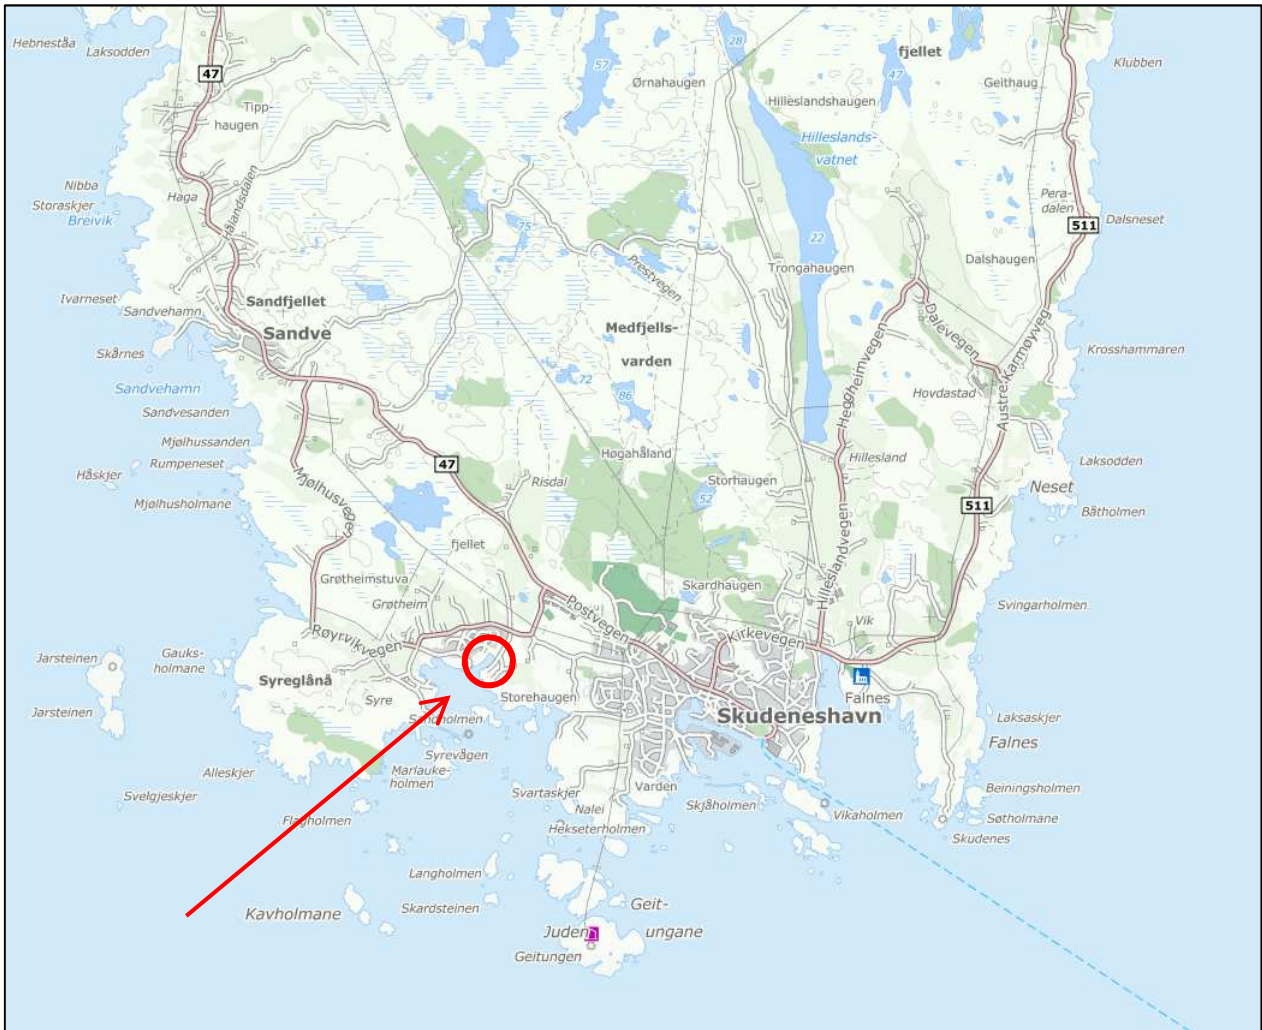 Hebneståa
Laksodden
47
Tipp-
haugen
57
Ørnahaugen
28
Hilleslandshaugen
fjellet
47
Geithaug
Klubben
Hilleslands-
vatnet
Nibba
Storaskjer
Breivik
Haga
Hålandsdalen
75
Prestvegen
22
Trongahaugen
Pera-
dalen
511
Dalsneset
Dalshaugen
Ivarneset
Sandvehamn
Sandfjellet
Sandve
Skårnes
Medfjells-
varden
Heggheimvegen
Dalevegen
Austre Karmøyveg
Krosshammaren
Hovdastad
Sandvehamn
Sandvesanden
72
86
Mjølhussanden
Rumpeneset
Håskjer
Mjølhusholmane
Mjølhusvegen
47
Risdal
Høgahåland
Storhaugen
52
Hillesland
Laksodden
Neset
Båtholmen
511
fjellet
Grøtheimstuva
Grøtheim
Postvegen
Skardhaugen
Hilleslandvegen
Svingarholmen
Røyrvikvegen
Kirkevegen
Vik
Jarsteinen
Gauks-
holmane
Syreglånå
Syre
Storehaugen
Falnes
Jarsteinen
Sandholmen
Skudeneshavn
Laksaskjer
Falnes
Syrevågen
Alleskjer
Marlauke-
holmen
Svelgjeskjer
Svartaskjer
Varden
Beiningsholmen
Flagholmen
Nalei
Skjåholmen
Vikaholmen
Søtholmane
Hekseterholmen
Skudenes
Langholmen
Kavholmane
Skardsteinen
Geit-
ungane
Juden
Geitungen